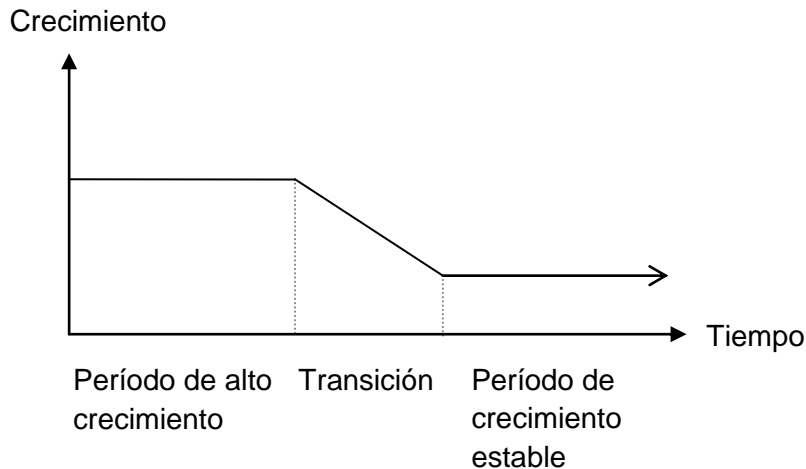 Crecimiento
Tiempo
Período de alto
crecimiento
Transición
Período de
crecimiento
estable